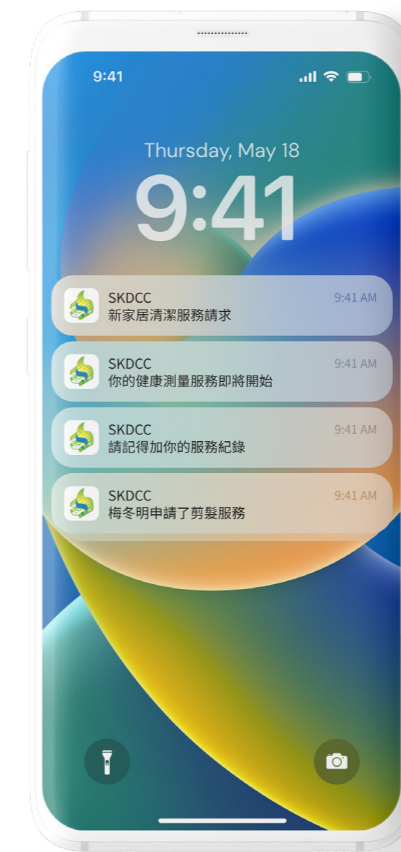 9:41
Thursday, May 18
9:41
SKDCC
9:41 AM
新家居清潔服務請求
SKDCC
9:41 AM
你的健康測量服務即將開始
SKDCC
9:41 AM
請記得加你的服務紀錄
SKDCC
9:41 AM
梅冬明申請了剪髮服務